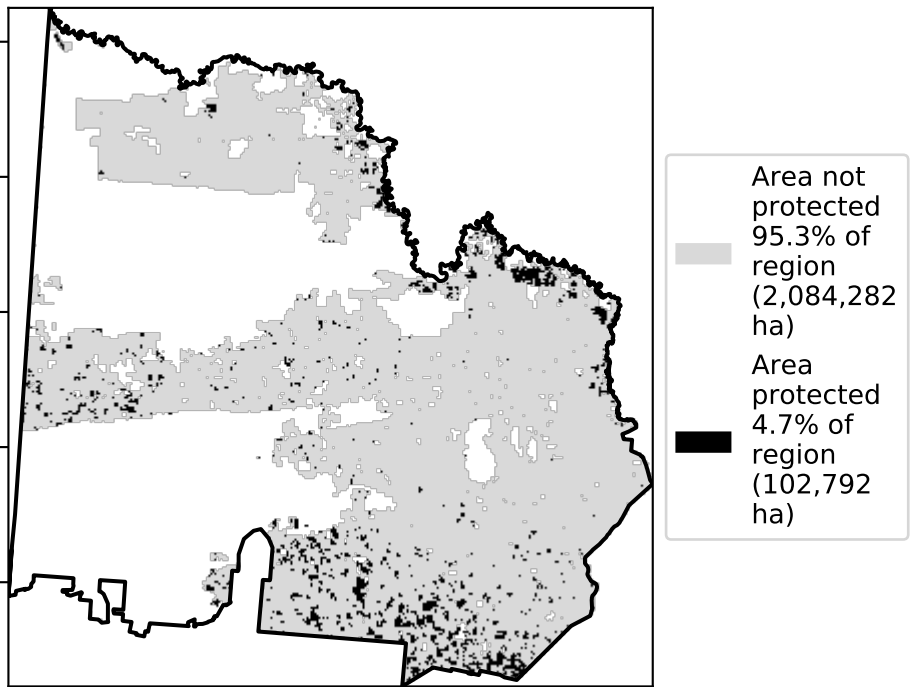 Area not
protected
95.3% of
region
(2,084,282
ha)
Area
protected
4.7% of
region
(102,792
ha)